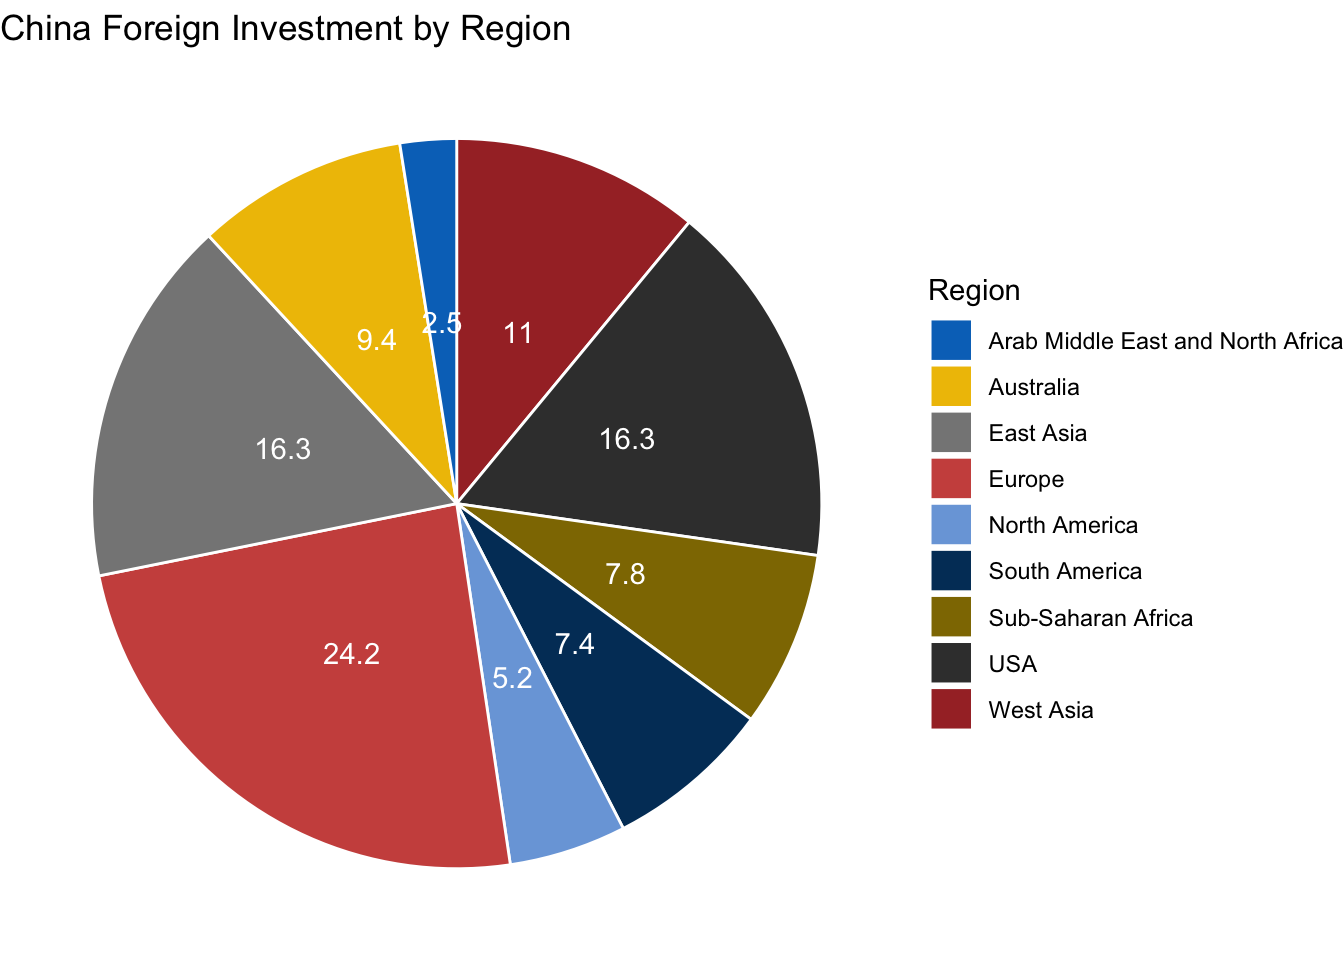 China Foreign Investment by Region
2.5
11
9.4
16.3
16.3
7.8
7.4
24.2
5.2
Region
Arab Middle East and North Africa
Australia
East Asia
Europe
North America
South America
Sub-Saharan Africa
USA
West Asia